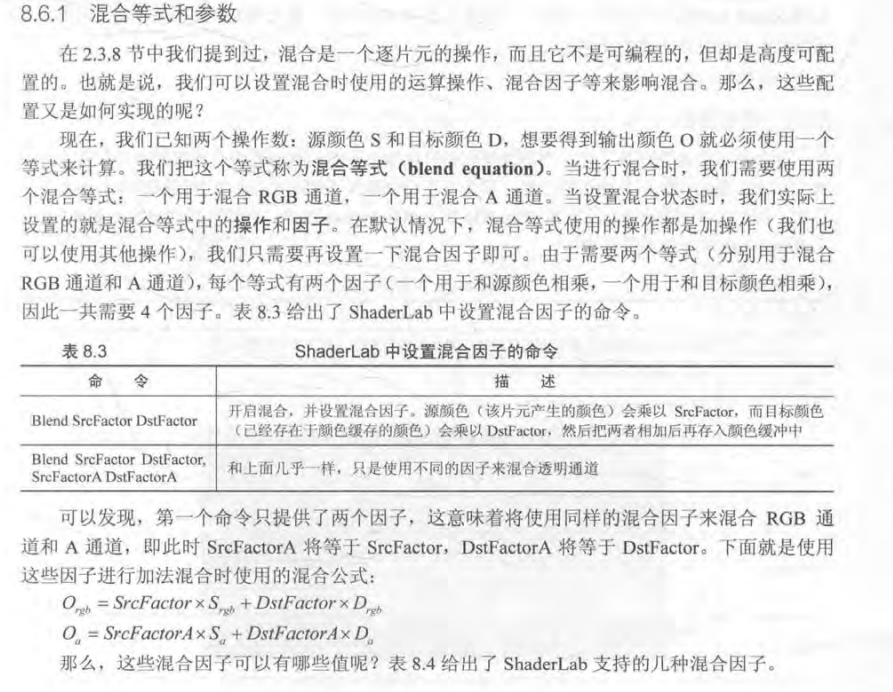 8.6.1 混合等式和参数
在 2.3.8 节中我们提到过，混合是一个逐片元的操作，而且它不是可编程的，但却是高度可配
置的。也就是说，我们可以设置混合时使用的运算操作、混合因子等来影响混合。那么，这些配
置又是如何实现的呢？
现在，我们已知两个操作数：源颜色 S 和目标颜色 D，想要得到输出颜色 O 就必须使用一个
等式来计算。我们把这个等式称为混合等式（blend equation）。当进行混合时，我们需要使用两
个混合等式：一个用于混合 RGB 通道，一个用于混合 A 通道。当设置混合状态时，我们实际上
设置的就是混合等式中的操作和因子。在默认情况下，混合等式使用的操作都是加操作（我们也
可以使用其他操作），我们只需要再设置一下混合因子即可。由于需要两个等式（分别用于混合
RGB 通道和 A 通道），每个等式有两个因子（一个用于和源颜色相乘，一个用于和目标颜色相乘），
因此一共需要 4 个因子。表 8.3 给出了 ShaderLab 中设置混合因子的命令。
表 8.3 ShaderLab 中设置混合因子的命令
命 令 描 述
Blend SrcFactor DstFactor 开启混合，并设置混合因子。源颜色（该片元产生的颜色）会乘以 SrcFactor，而目标颜色
（已经存在于颜色缓存的颜色）会乘以 DstFactor，然后把两者相加后再存入颜色缓冲中
Blend SrcFactor DstFactor,
SrcFactorA DstFactorA 和上面几乎一样，只是使用不同的因子来混合透明通道
可以发现，第一个命令只提供了两个因子，这意味着将使用同样的混合因子来混合 RGB 通
道和 A 通道，即此时 SrcFactorA 将等于 SrcFactor，DstFactorA 将等于 DstFactor。下面就是使用
这些因子进行加法混合时使用的混合公式：
O_rgb = SrcFactor × S_rgb + DstFactor × D_rgb
O_a = SrcFactorA × S_a + DstFactorA × D_a
那么，这些混合因子可以有哪些值呢？表 8.4 给出了 ShaderLab 支持的几种混合因子。